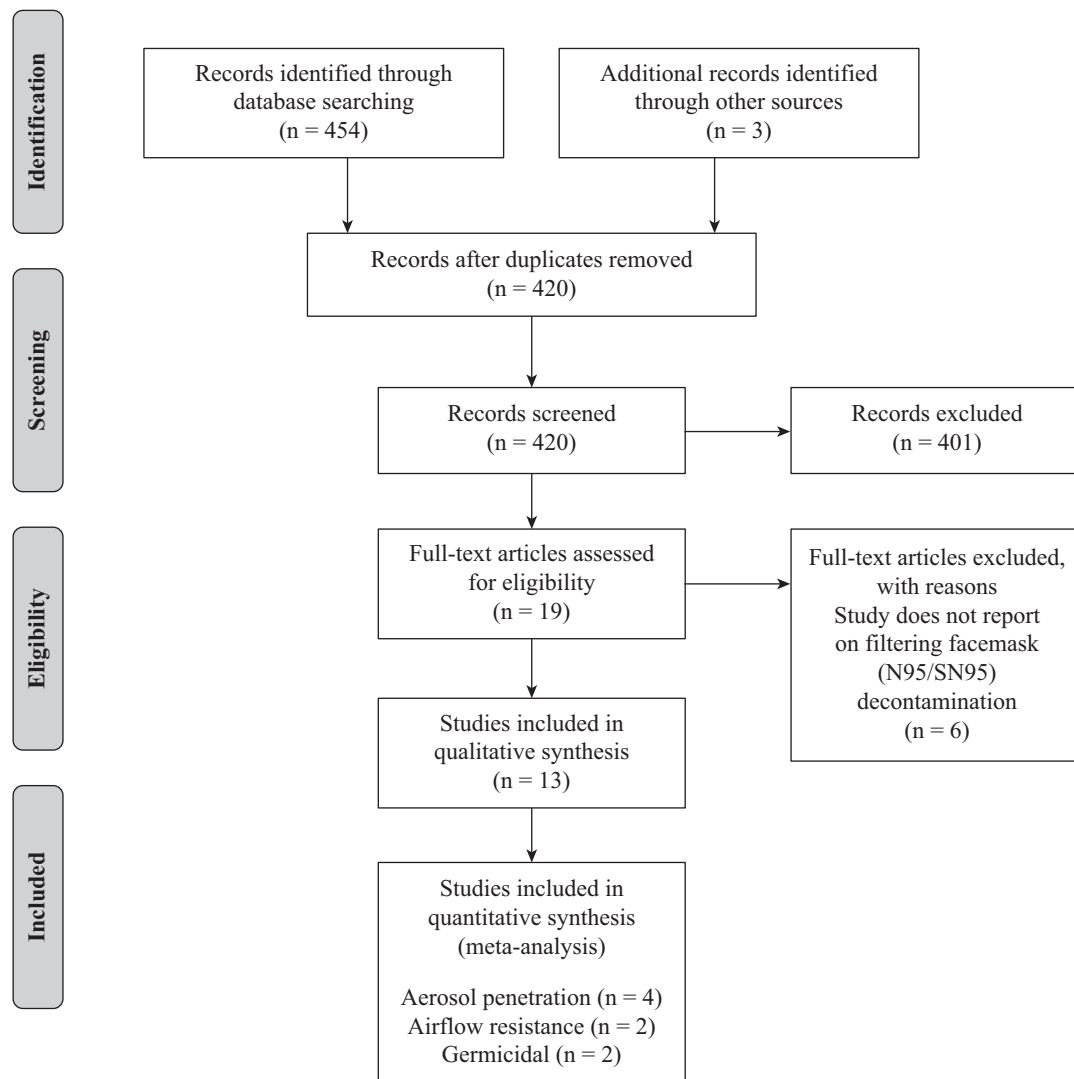 Identification
Records identified through
database searching
(n = 454)
Additional records identified
through other sources
(n = 3)
Records after duplicates removed
(n = 420)
Screening
Records screened
(n = 420)
Records excluded
(n = 401)
Eligibility
Full-text articles assessed
for eligibility
(n = 19)
Full-text articles excluded,
with reasons
Study does not report
on filtering facemask
(N95/SN95)
decontamination
(n = 6)
Studies included in
qualitative synthesis
(n = 13)
Included
Studies included in
quantitative synthesis
(meta-analysis)
Aerosol penetration (n = 4)
Airflow resistance (n = 2)
Germicidal (n = 2)